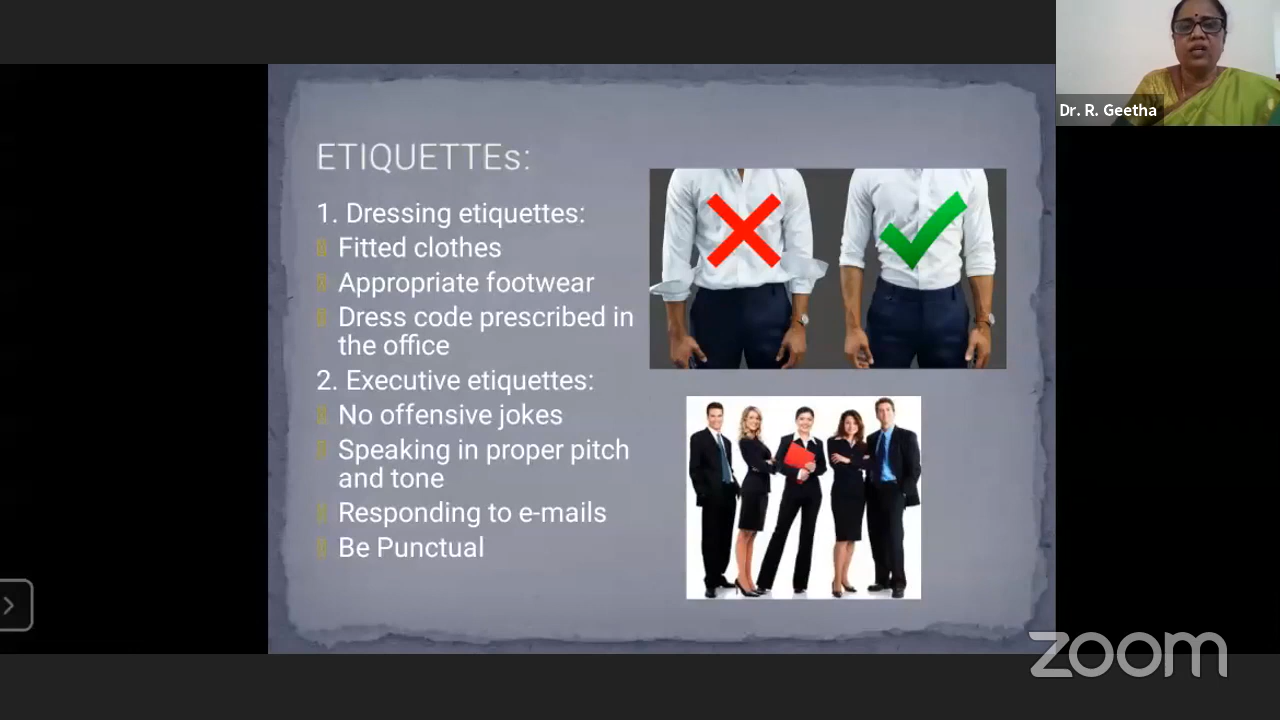 Dr. R. Geetha
ETIQUETTEs:
1. Dressing etiquettes:
Fitted clothes
Appropriate footwear
Dress code prescribed in
the office
2. Executive etiquettes:
No offensive jokes
Speaking in proper pitch
and tone
Responding to e-mails
Be Punctual
zoom